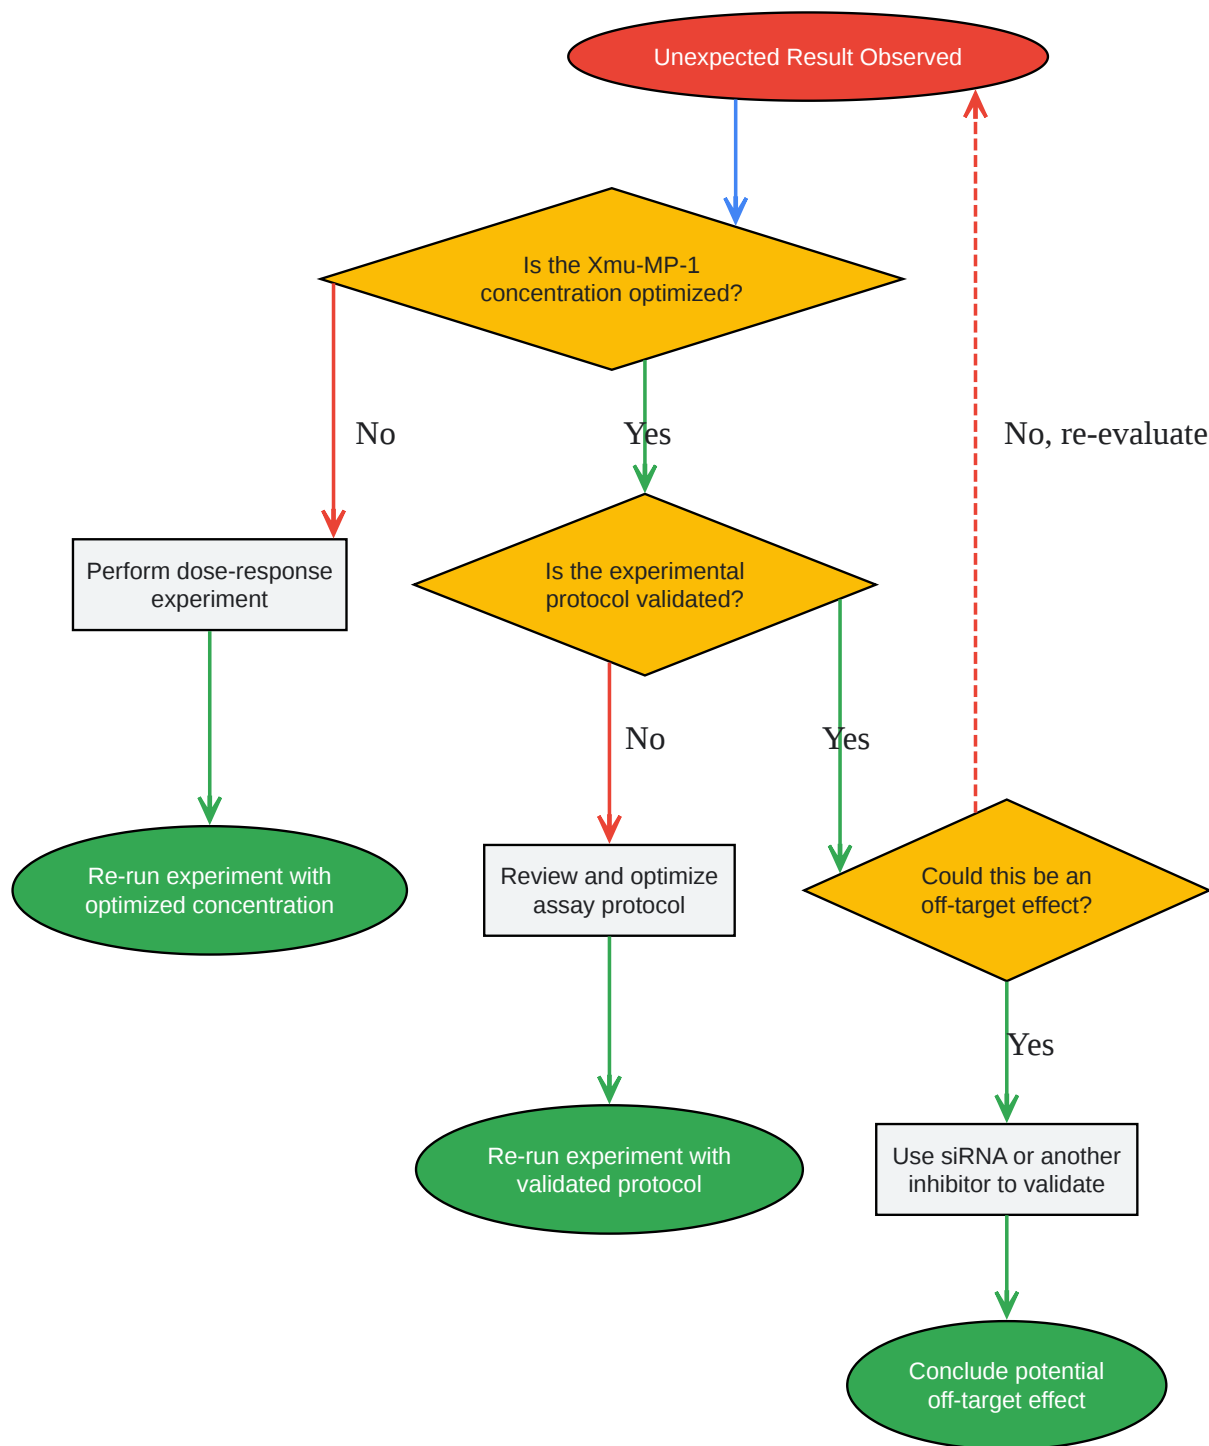 Unexpected Result Observed
Is the Xmu-MP-1
concentration optimized?
No
Yes
No, re-evaluate
Perform dose-response
experiment
Is the experimental
protocol validated?
No
Yes
Re-run experiment with
optimized concentration
Review and optimize
assay protocol
Could this be an
off-target effect?
Yes
Re-run experiment with
validated protocol
Use siRNA or another
inhibitor to validate
Conclude potential
off-target effect